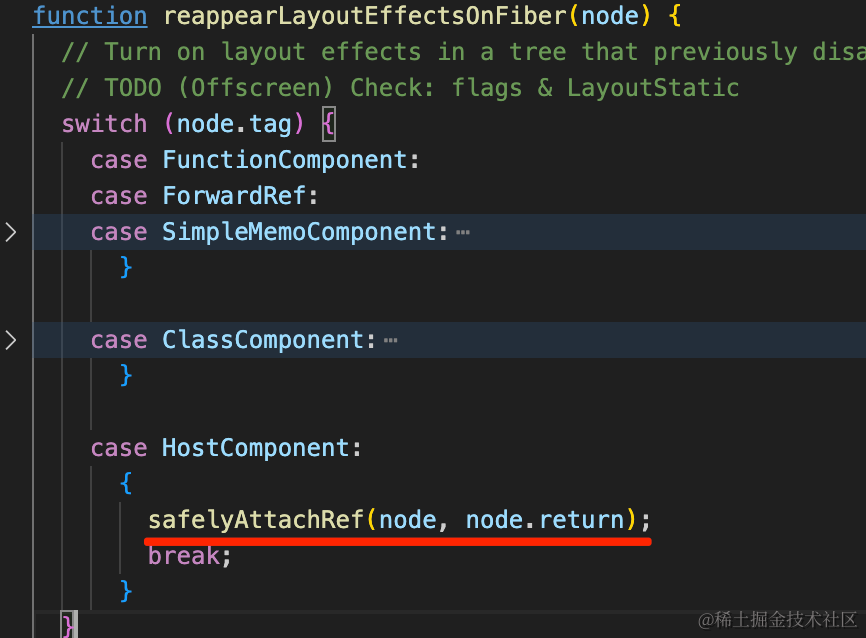 function reappearLayoutEffectsOnFiber(node) {
// Turn on layout effects in a tree that previously disa
// TODO (Offscreen) Check: flags & LayoutStatic
switch (node.tag) {
case FunctionComponent:
case ForwardRef:
case SimpleMemoComponent:⋯
}
case ClassComponent:⋯
}
case HostComponent:
{
safelyAttachRef(node, node.return);
break;
}
}
@稀土掘金技术社区